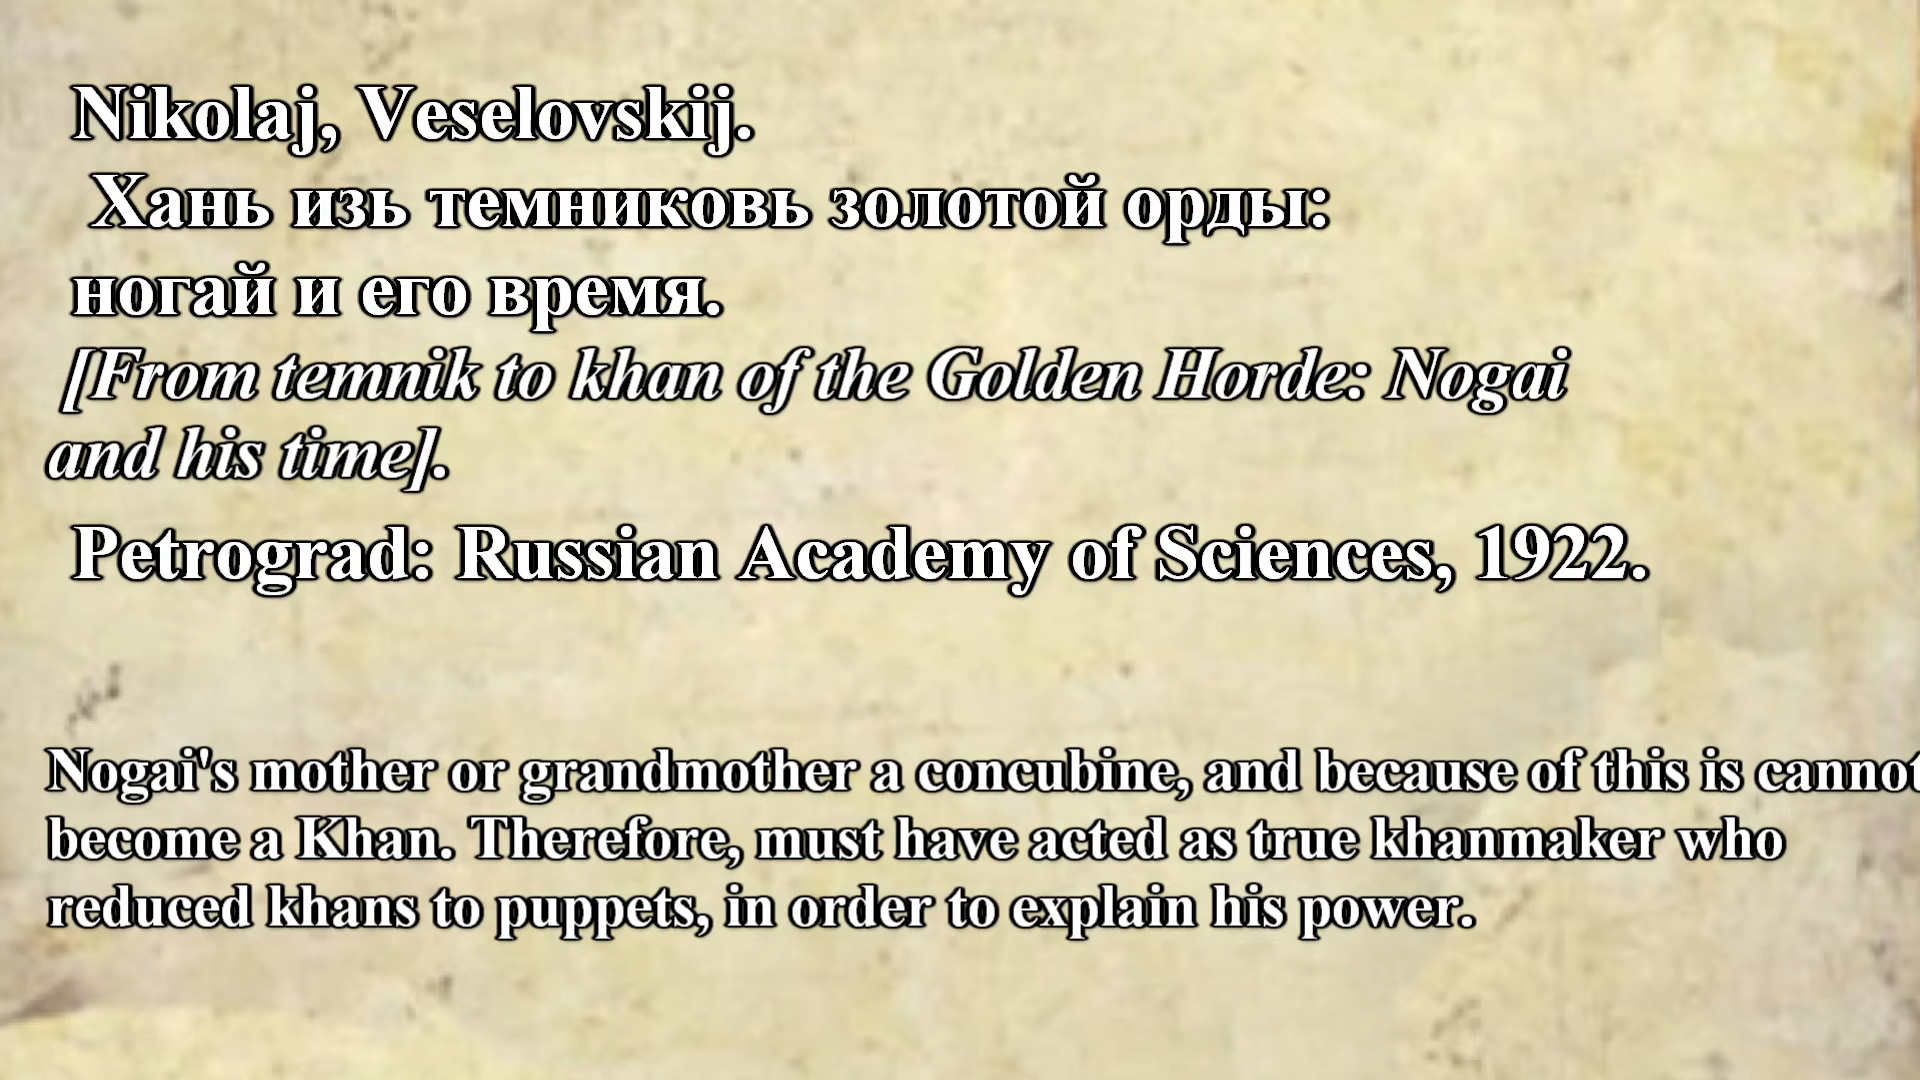 Nikolaj, Veselovskij.
Хань изь темниковь золотой орды:
ногай и его время.
[From temnik to khan of the Golden Horde: Nogai
and his time].
Petrograd: Russian Academy of Sciences, 1922.
Nogai's mother or grandmother a concubine, and because of this is cannot
become a Khan. Therefore, must have acted as true khanmaker who
reduced khans to puppets, in order to explain his power.